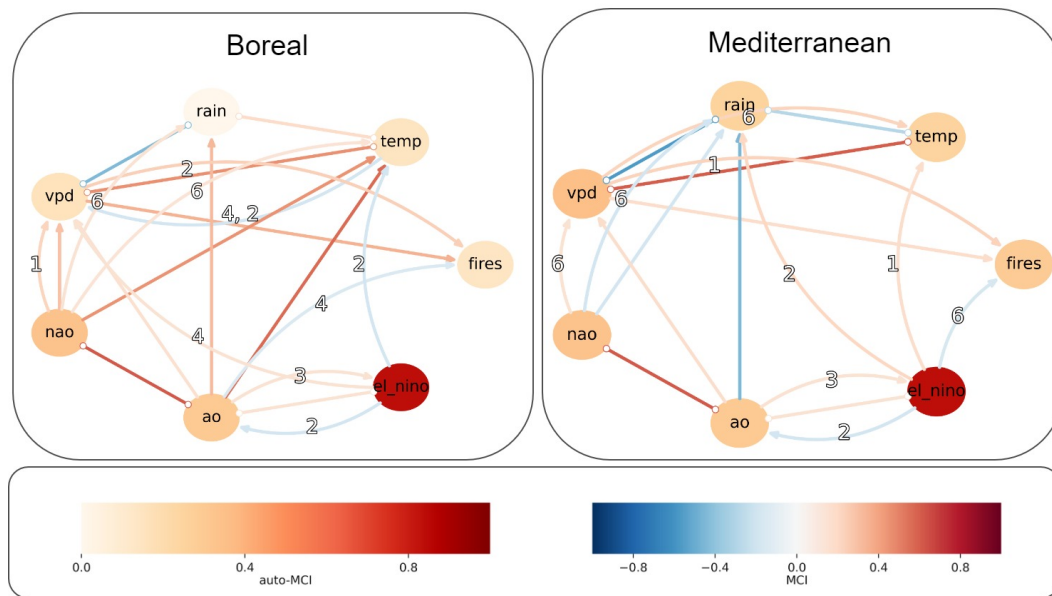 Boreal
rain
temp
2
vpd
6
6
4, 2
1
2
fires
4
nao
4
3
el_nino
ao
2
Mediterranean
rain
6
temp
1
vpd
6
6
2
1
fires
nao
6
3
el_nino
ao
2
0.0
0.4
0.8
auto-MCI
−0.8
−0.4
0.0
0.4
0.8
MCI